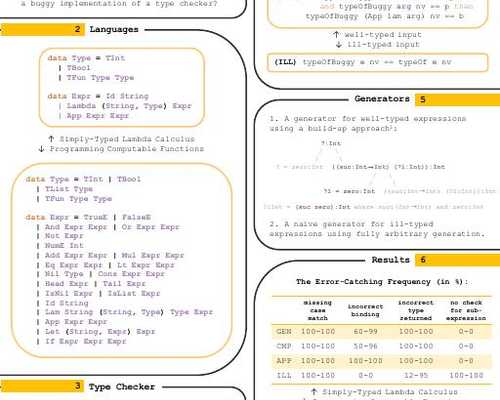 a buggy implementation of a type checker?
2 Languages
data Type = TInt
| TBool
| TFun Type Type
data Expr = Id String
| Lambda (String, Type) Expr
| App Expr Expr
↑ Simply-Typed Lambda Calculus
↓ Programming Computable Functions
data Type = TInt | TBool
| TList Type
| TFun Type Type
data Expr = TrueE | FalseE
| And Expr Expr | Or Expr Expr
| Not Expr
| NumE Int
| Add Expr Expr | Mul Expr Expr
| Eq Expr Expr | Lt Expr Expr
| Nil Type | Cons Expr Expr
| Head Expr | Tail Expr
| IsNil Expr | IsList Expr
| Id String
| Lam String (String, Type) Type Expr
| App Expr Expr
| Let (String, Expr) Expr
| If Expr Expr Expr
3 Type Checker
and typeOfBuggy arg nv == p then
typeOfBuggy (App lam arg) nv == b
↑ well-typed input
↓ ill-typed input
(ILL) typeOfBuggy e nv == typeOf e nv
Generators 5
1. A generator for well-typed expressions
using a build-up approach¹:
?:Int
? = zero:Int ((suc:Int→Int) (?1:Int)):Int
?1 = zero:Int
(suc zero):Int
2. A naive generator for ill-typed
expressions using fully arbitrary generation.
Results 6
The Error-Catching Frequency (in %):
missing case match incorrect binding incorrect type returned no check for sub-expression
GEN 100-100 60-99 100-100 0-0
CMP 100-100 50-96 100-100 0-0
APP 100-100 100-100 100-100 0-0
ILL 100-100 0-0 12-95 100-100
↑ Simply-Typed Lambda Calculus